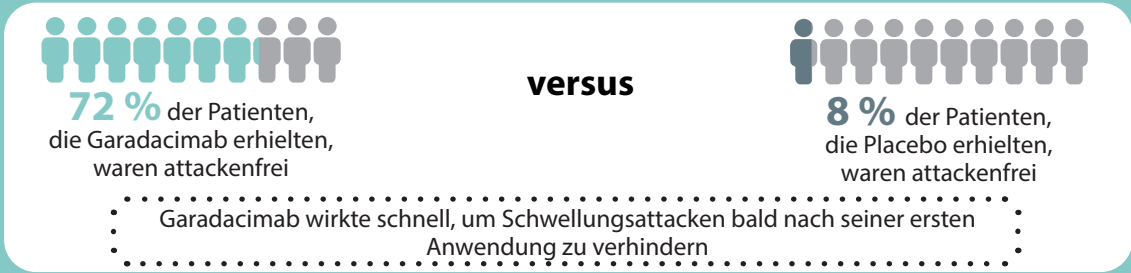 72 % der Patienten,
die Garadacimab erhielten,
waren attackenfrei
versus
8 % der Patienten,
die Placebo erhielten,
waren attackenfrei
Garadacimab wirkte schnell, um Schwellungsattacken bald nach seiner ersten
Anwendung zu verhindern